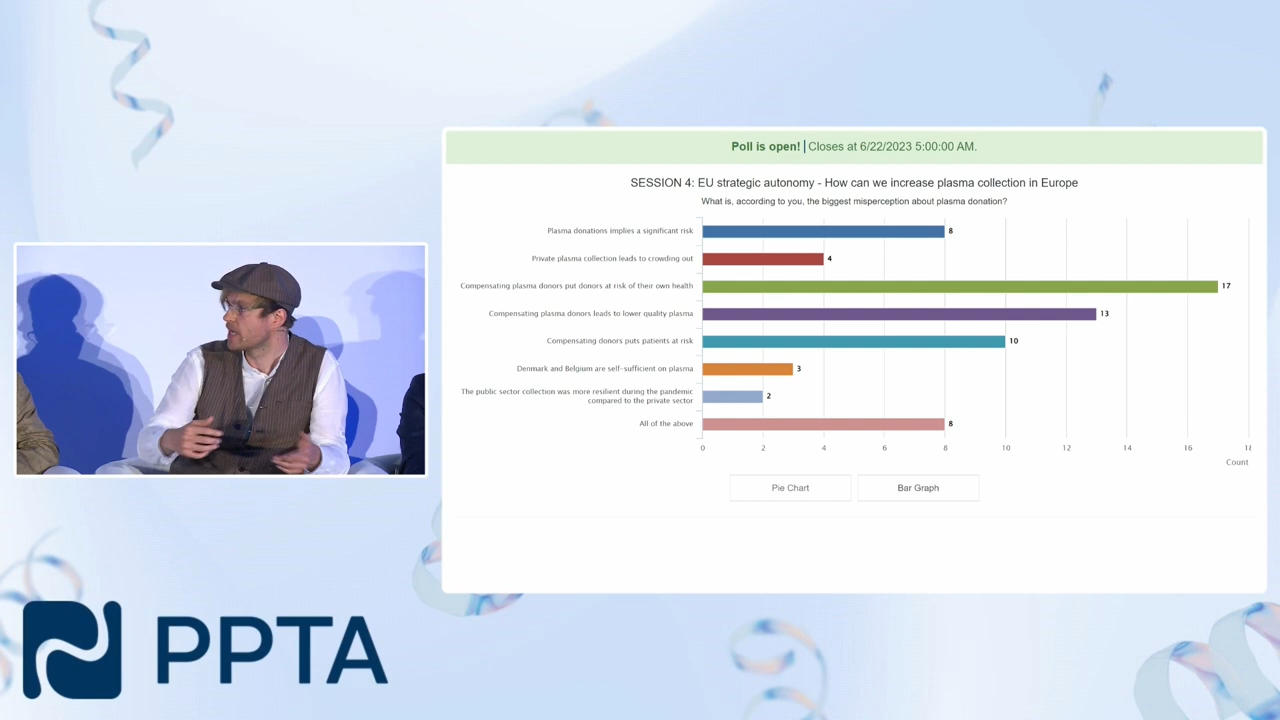 Poll is open! | Closes at 6/22/2023 5:00:00 AM.
SESSION 4: EU strategic autonomy - How can we increase plasma collection in Europe
What is, according to you, the biggest misperception about plasma donation?
Plasma donations implies a significant risk 8
Private plasma collection leads to crowding out 4
Compensating plasma donors put donors at risk of their own health 17
Compensating plasma donors leads to lower quality plasma 13
Compensating donors puts patients at risk 10
Denmark and Belgium are self-sufficient on plasma 3
The public sector collection was more resilient during the pandemic
compared to the private sector 2
All of the above 8
0 2 4 6 8 10 12 14 16 18
Count
Pie Chart Bar Graph
PPTA